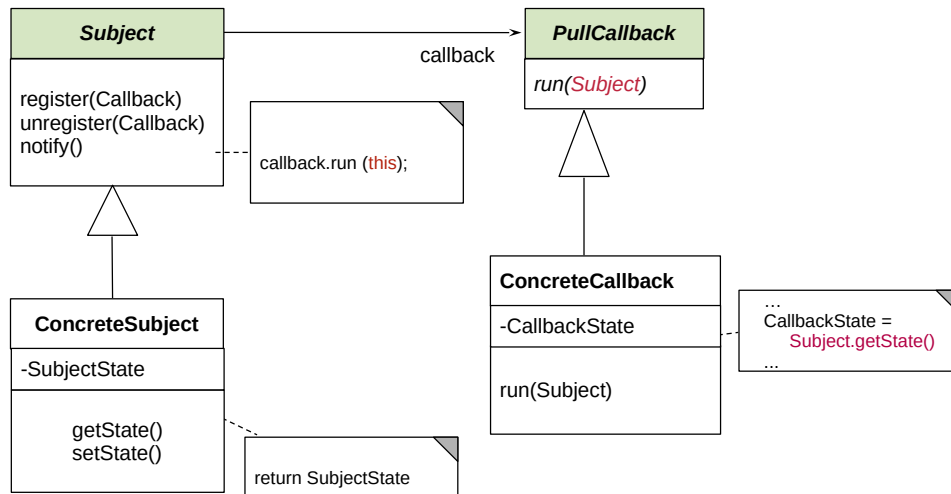 Subject
callback
PullCallback
run(Subject)
register(Callback)
unregister(Callback)
notify()
callback.run (this);
ConcreteSubject
-SubjectState
getState()
setState()
return SubjectState
ConcreteCallback
-CallbackState
run(Subject)
...
CallbackState =
Subject.getState()
...